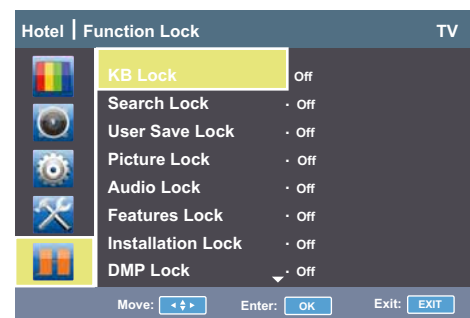 Hotel | Function Lock TV
KB Lock Off
Search Lock · Off
User Save Lock · Off
Picture Lock · Off
Audio Lock · Off
Features Lock · Off
Installation Lock · Off
DMP Lock · Off
Move: Enter: OK Exit: EXIT